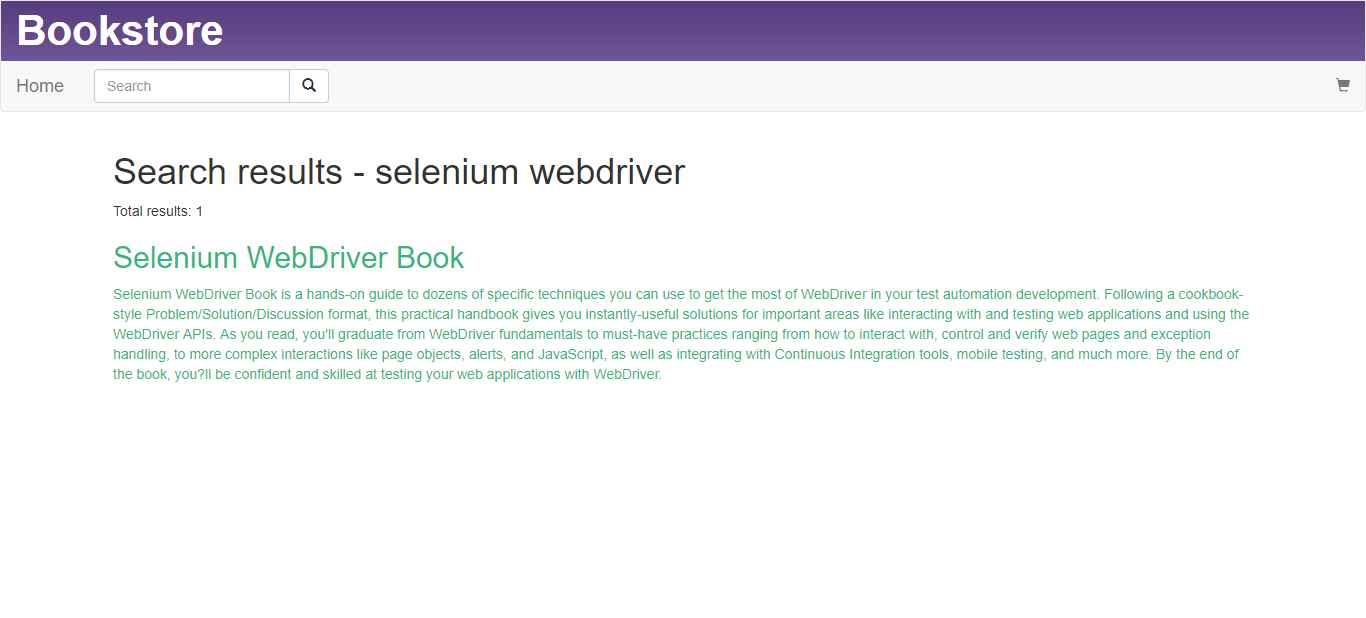 Bookstore
Home
Search
Search results - selenium webdriver
Total results: 1
Selenium WebDriver Book
Selenium WebDriver Book is a hands-on guide to dozens of specific techniques you can use to get the most of WebDriver in your test automation development. Following a cookbook-
style Problem/Solution/Discussion format, this practical handbook gives you instantly-useful solutions for important areas like interacting with and testing web applications and using the
WebDriver APIs. As you read, you'll graduate from WebDriver fundamentals to must-have practices ranging from how to interact with, control and verify web pages and exception
handling, to more complex interactions like page objects, alerts, and JavaScript, as well as integrating with Continuous Integration tools, mobile testing, and much more. By the end of
the book, you?ll be confident and skilled at testing your web applications with WebDriver.